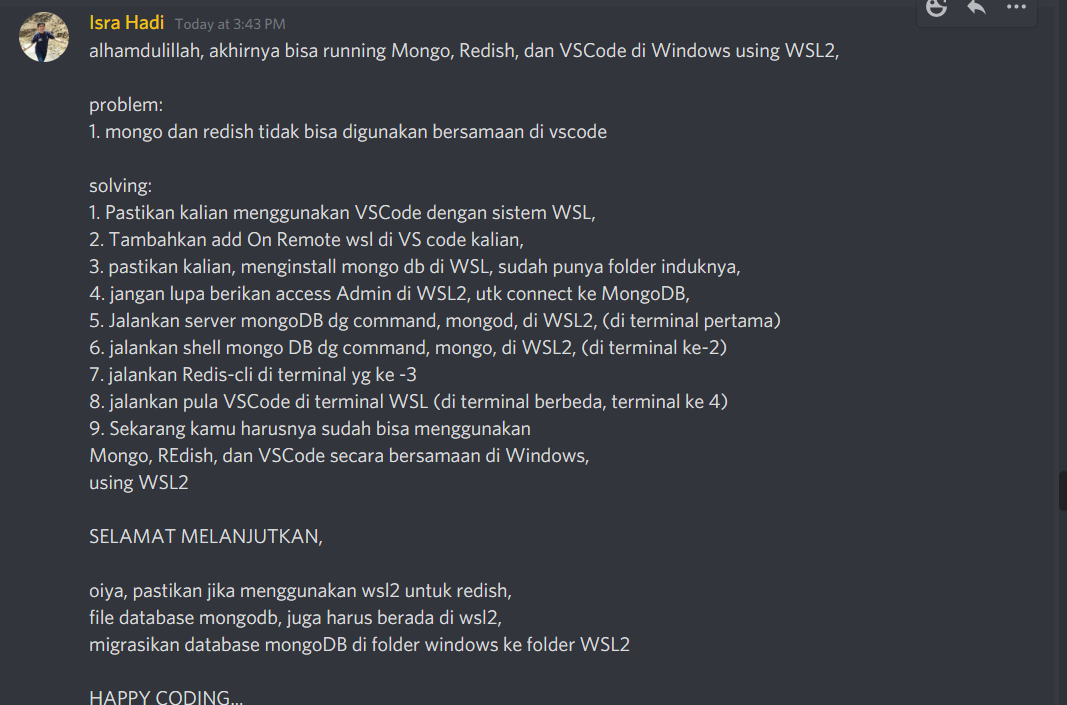 Isra Hadi Today at 3:43 PM
alhamdulillah, akhirnya bisa running Mongo, Redish, dan VSCode di Windows using WSL2,
problem:
1. mongo dan redish tidak bisa digunakan bersamaan di vscode
solving:
1. Pastikan kalian menggunakan VSCode dengan sistem WSL,
2. Tambahkan add On Remote wsl di VS code kalian,
3. pastikan kalian, menginstall mongo db di WSL, sudah punya folder induknya,
4. jangan lupa berikan access Admin di WSL2, utk connect ke MongoDB,
5. Jalankan server mongoDB dg command, mongod, di WSL2, (di terminal pertama)
6. jalankan shell mongo DB dg command, mongo, di WSL2, (di terminal ke-2)
7. jalankan Redis-cli di terminal yg ke -3
8. jalankan pula VSCode di terminal WSL (di terminal berbeda, terminal ke 4)
9. Sekarang kamu harusnya sudah bisa menggunakan
Mongo, REdish, dan VSCode secara bersamaan di Windows,
using WSL2
SELAMAT MELANJUTKAN,
oiya, pastikan jika menggunakan wsl2 untuk redish,
file database mongodb, juga harus berada di wsl2,
migrasikan database mongoDB di folder windows ke folder WSL2
HAPPY CODING...